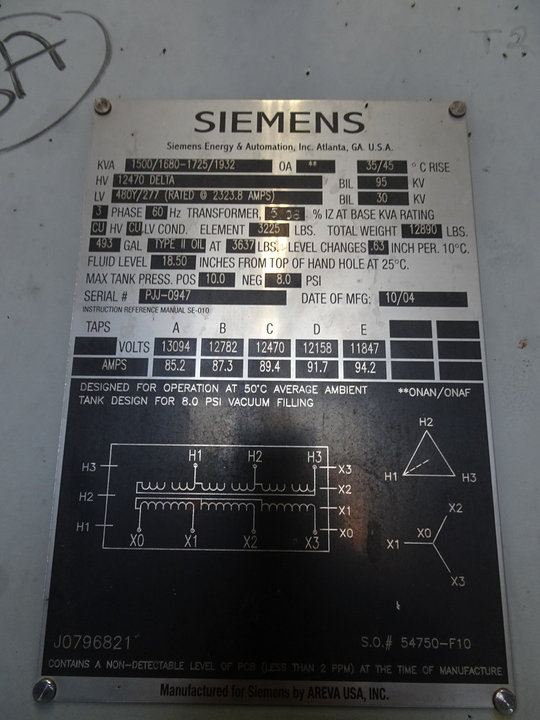 T2
SIEMENS
Siemens Energy & Automation, Inc. Atlanta, GA. U.S.A.
KVA 1500/1680-1725/1932 OA ** 35/45 °C RISE
HV 12470 DELTA BIL 95 KV
LV 480Y/277 (RATED @ 2323.8 AMPS) BIL 30 KV
3 PHASE 60 Hz TRANSFORMER, % IZ AT BASE KVA RATING
CU HV CU LV COND. ELEMENT 3225 LBS. TOTAL WEIGHT 12890 LBS.
493 GAL TYPE II OIL AT 3637 LBS. LEVEL CHANGES .63 INCH PER. 10°C.
FLUID LEVEL 18.50 INCHES FROM TOP OF HAND HOLE AT 25°C.
MAX TANK PRESS. POS 10.0 NEG 8.0 PSI
SERIAL # PJJ-0947 DATE OF MFG: 10/04
INSTRUCTION REFERENCE MANUAL SE-010
TAPS A B C D E
VOLTS 13094 12782 12470 12158 11847
AMPS 85.2 87.3 89.4 91.7 94.2
DESIGNED FOR OPERATION AT 50°C AVERAGE AMBIENT **ONAN/ONAF
TANK DESIGN FOR 8.0 PSI VACUUM FILLING
H2
H1 H3
H3 H1 H2 H3 X3
H2 X2
X1
H1 X0
X0 X1 X2 X3
X2
X1 X0
X3
J0796821 S.O.# 54750-F10
CONTAINS A NON-DETECTABLE LEVEL OF PCB (LESS THAN 2 PPM) AT THE TIME OF MANUFACTURE
Manufactured for Siemens by AREVA USA, INC.